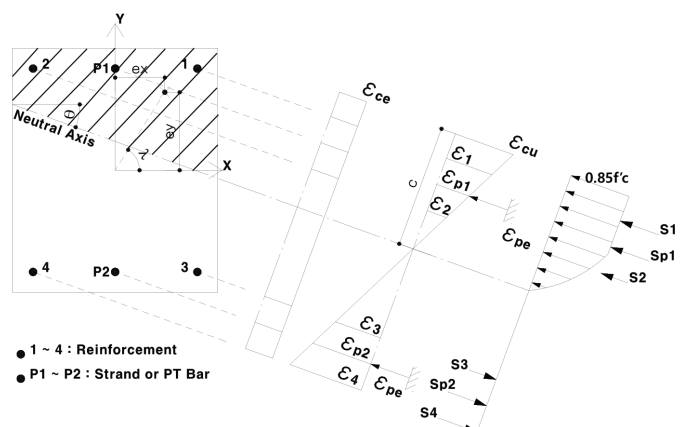 Y
2
P1
1
ex
θ
Neutral Axis
ey
λ
X
4
P2
3
● 1 ~ 4 : Reinforcement
● P1 ~ P2 : Strand or PT Bar
εce
εcu
ε1
εp1
ε2
c
εpe
ε3
εp2
ε4
εpe
0.85f'c
S1
Sp1
S2
S3
Sp2
S4